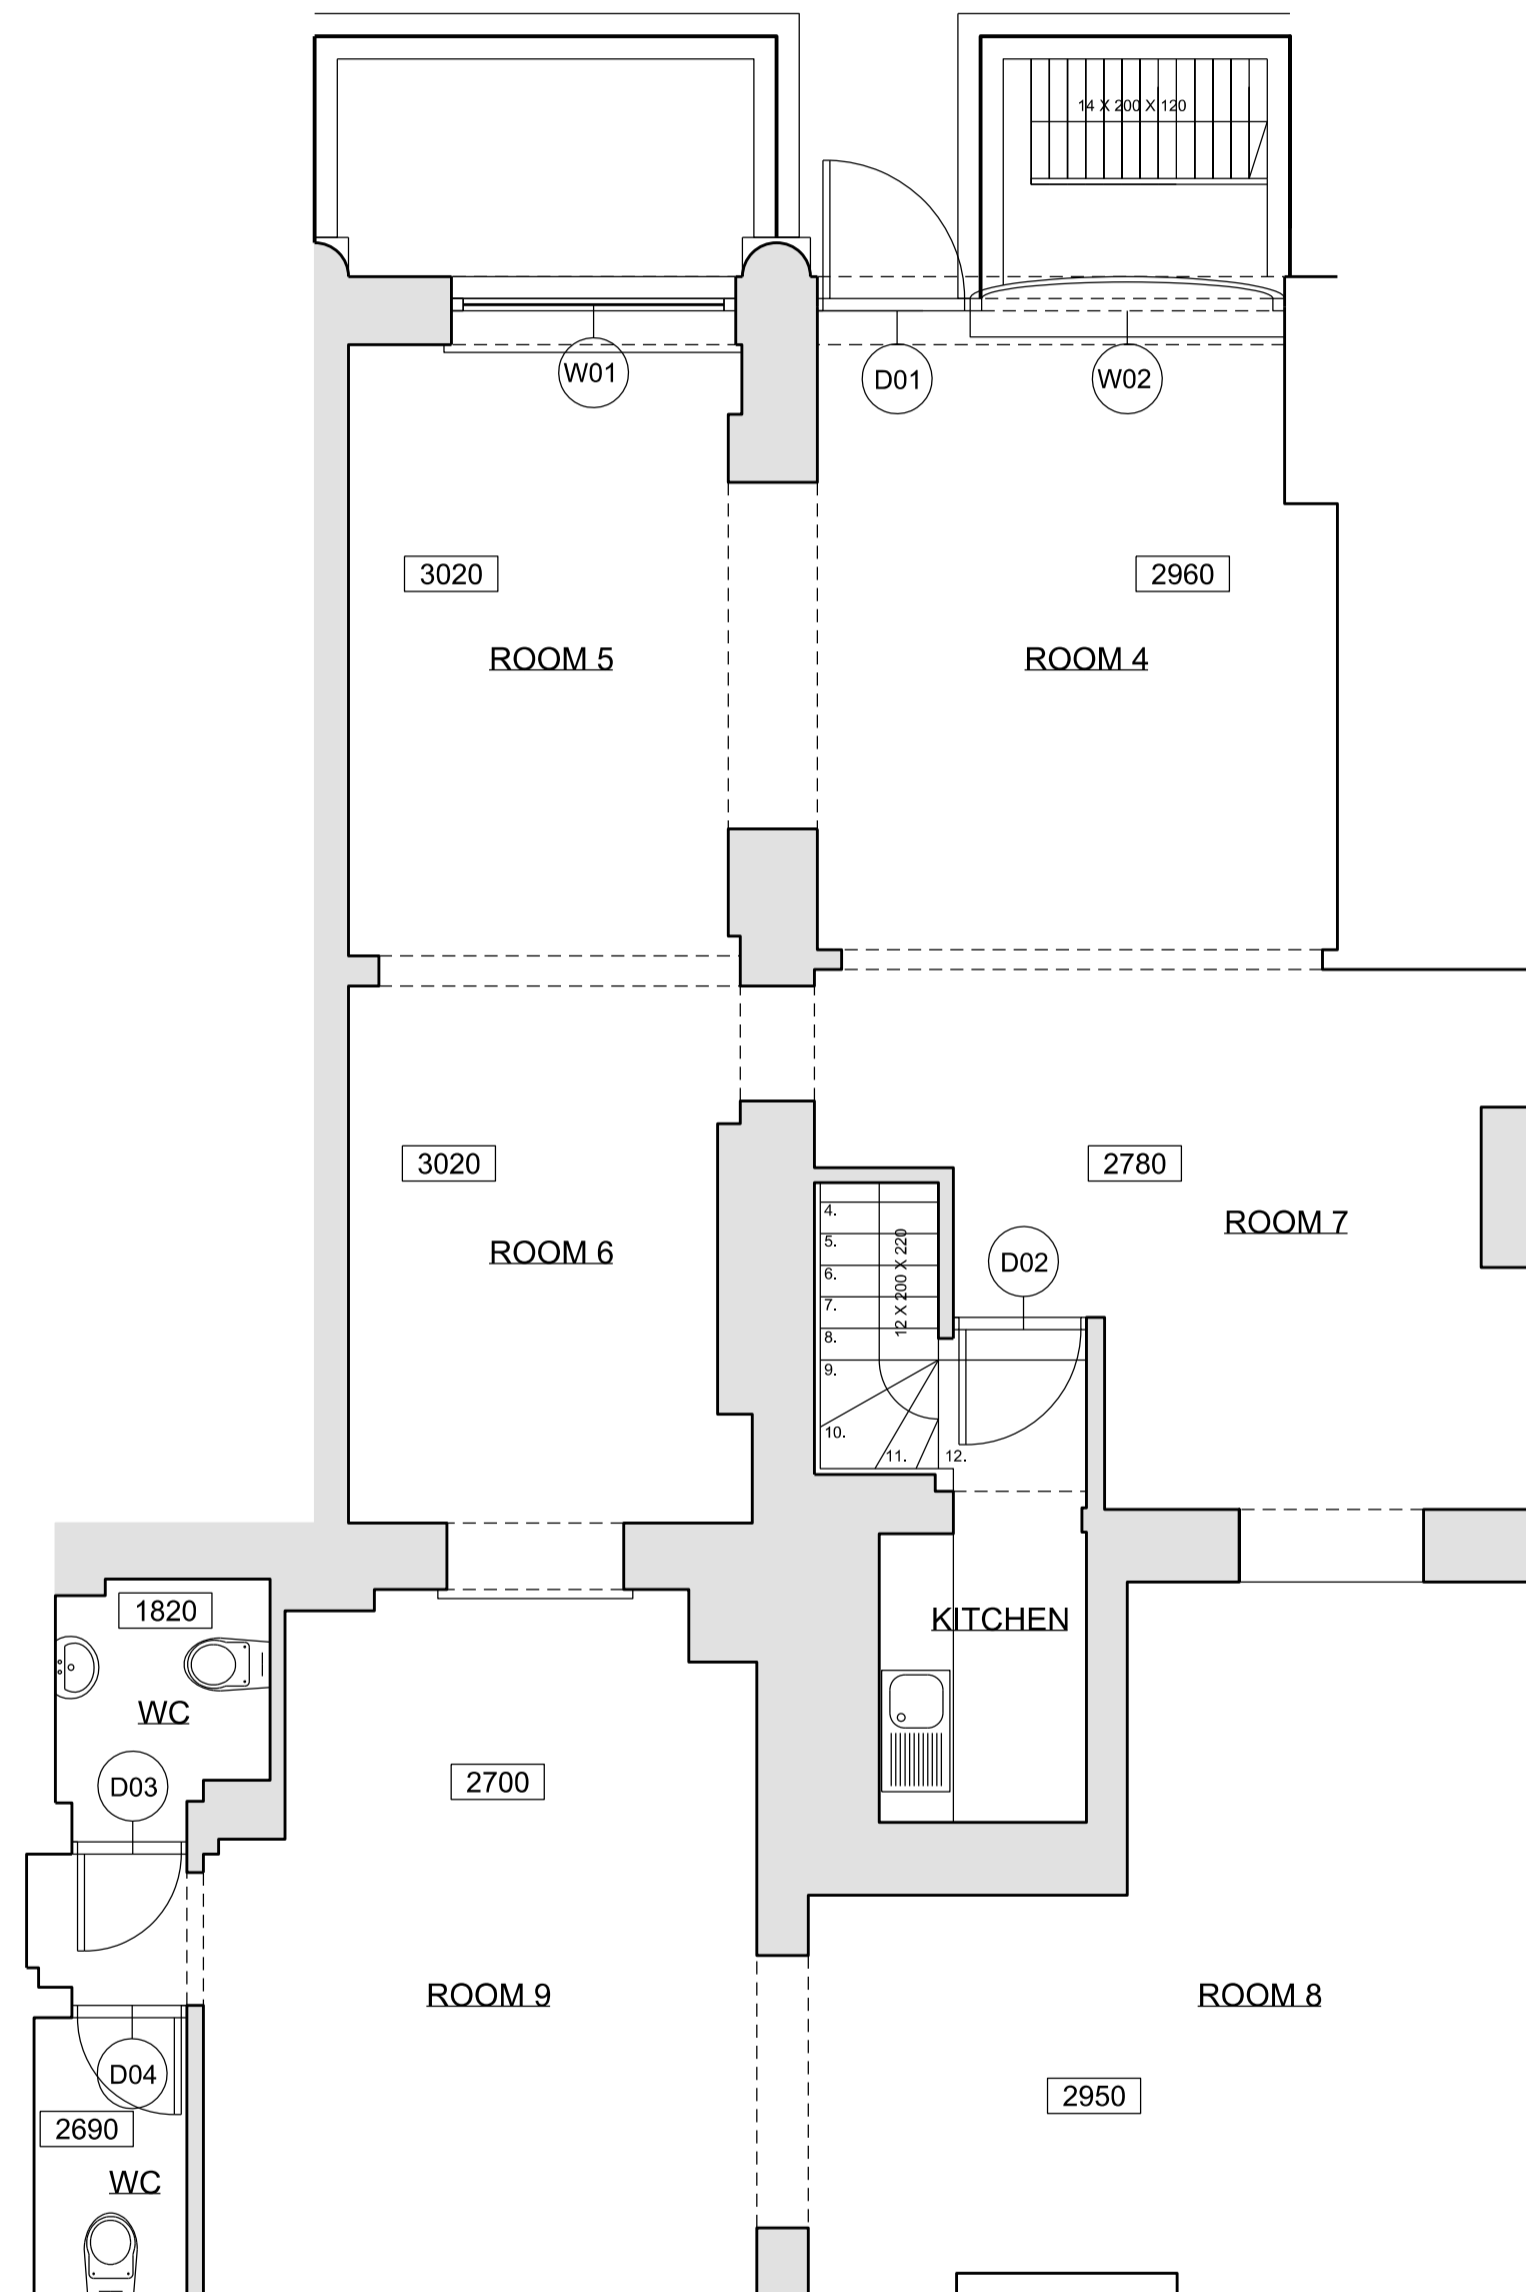 14 X 200 X 120
W01
D01
W02
3020
2960
ROOM 5
ROOM 4
3020
2780
4.
5.
6.
7.
8.
9.
10.
11.
12.
12 X 200 X 220
ROOM 7
ROOM 6
D02
1820
KITCHEN
WC
D03
2700
ROOM 9
ROOM 8
D04
2950
2690
WC